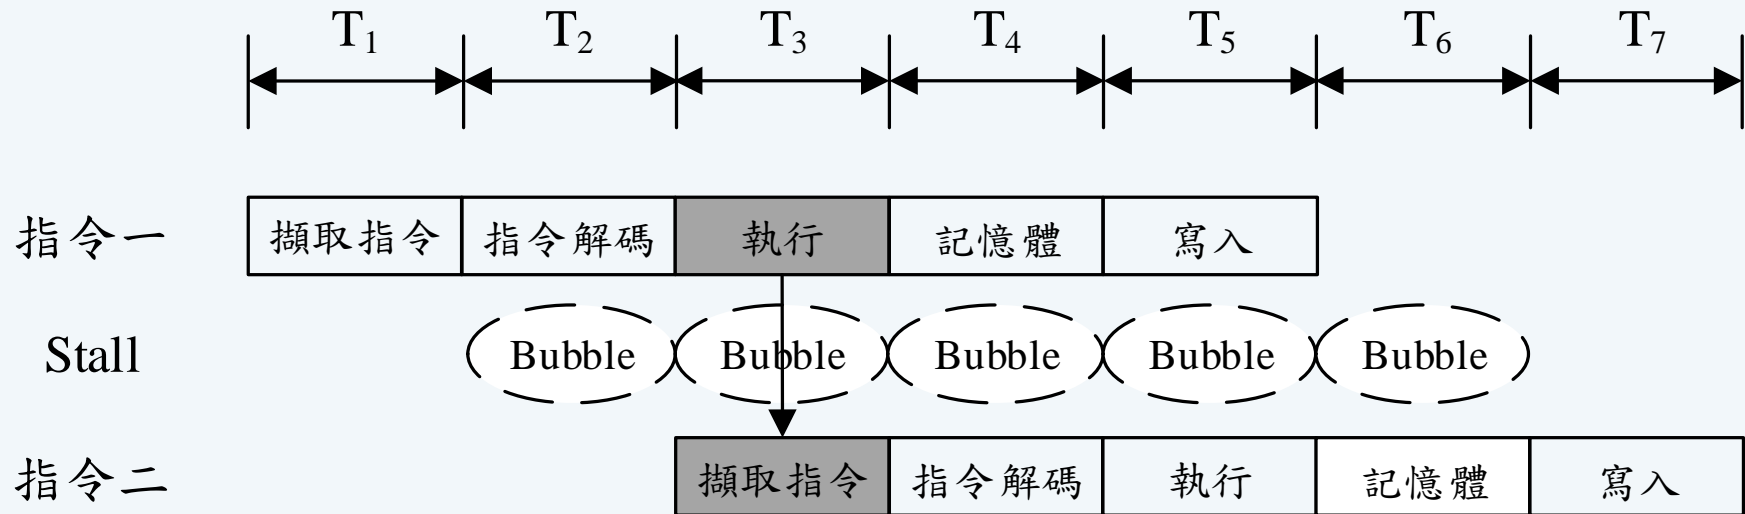 T₁ T₂ T₃ T₄ T₅ T₆ T₇
指令一 擷取指令 指令解碼 執行 記憶體 寫入
Stall Bubble Bubble Bubble Bubble Bubble
指令二 擷取指令 指令解碼 執行 記憶體 寫入